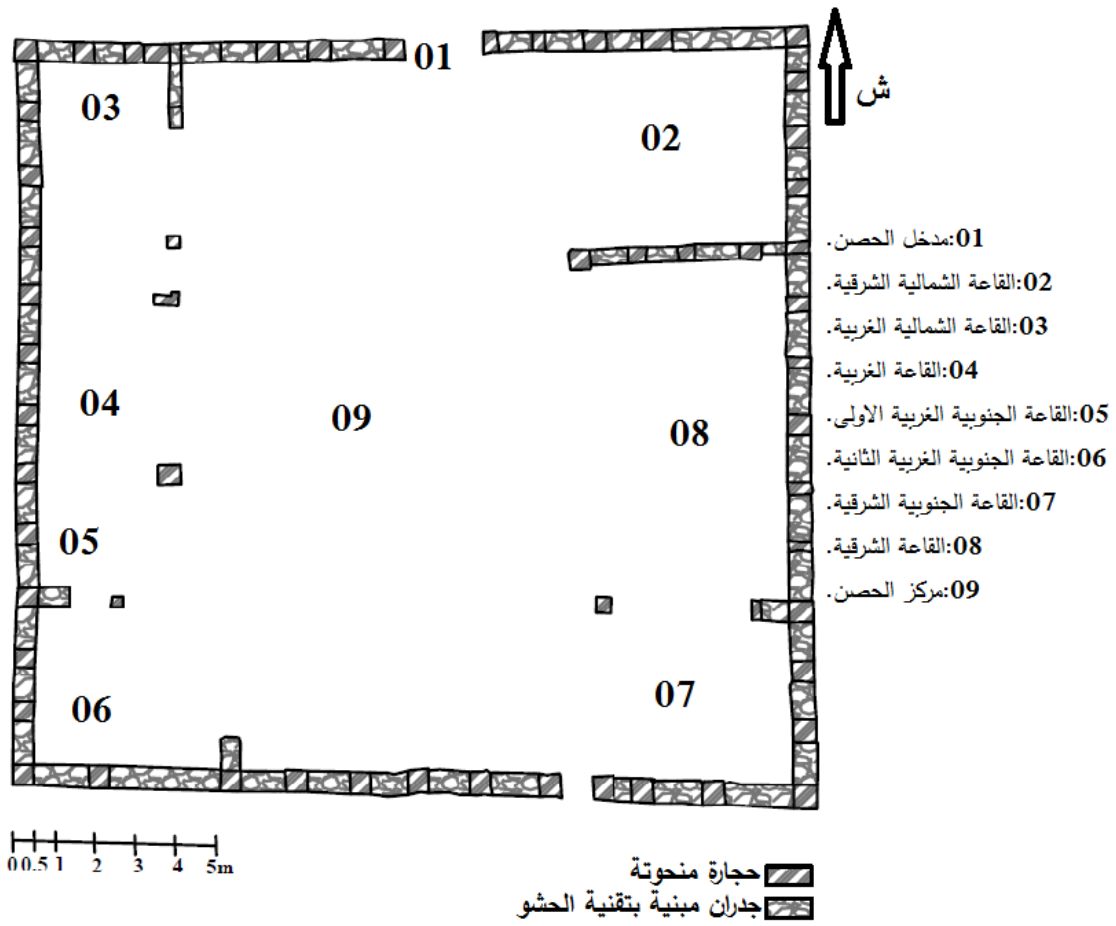 01
ش
03
02
01:مدخل الحصن.
02:القاعة الشمالية الشرقية.
03:القاعة الشمالية الغربية.
04:القاعة الغربية.
05:القاعة الجنوبية الغربية الاولى.
06:القاعة الجنوبية الغربية الثانية.
07:القاعة الجنوبية الشرقية.
08:القاعة الشرقية.
09:مركز الحصن.
04
09
08
05
06
07
0 0.5 1 2 3 4 5m
حجارة منحوتة
جدران مبنية بتقنية الحشو